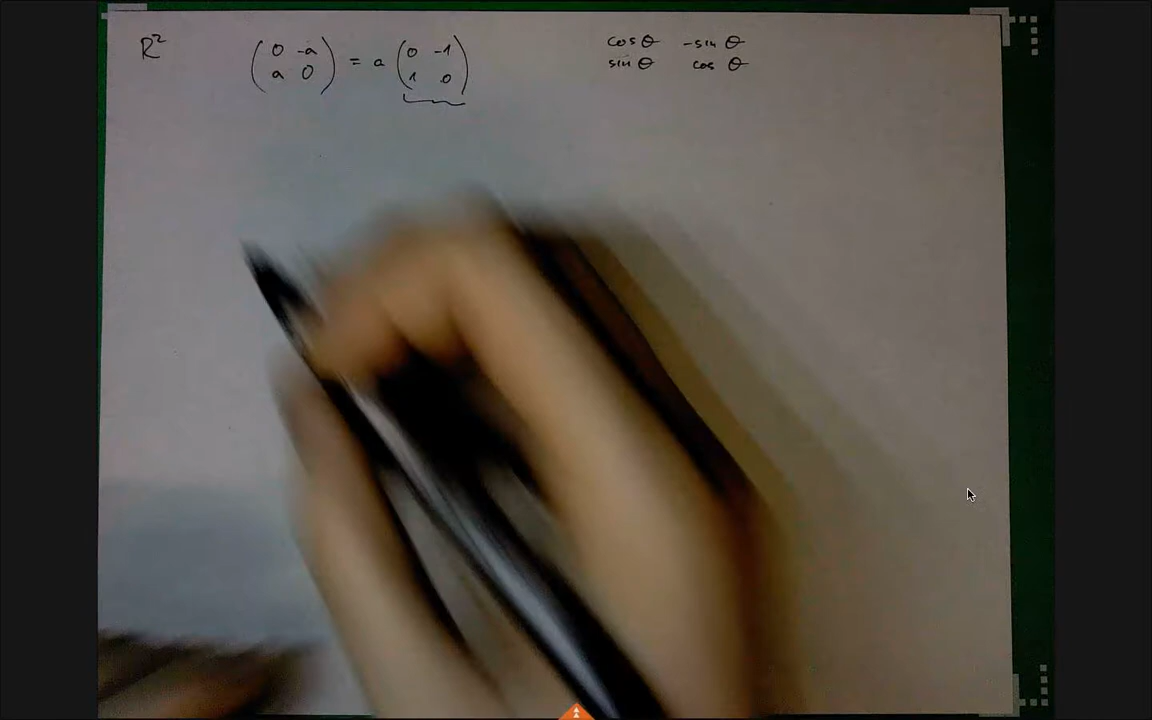 R² ( 0 -a ) = a ( 0 -1 ) cos θ -sin θ
( a 0 ) ( 1 0 ) sin θ cos θ